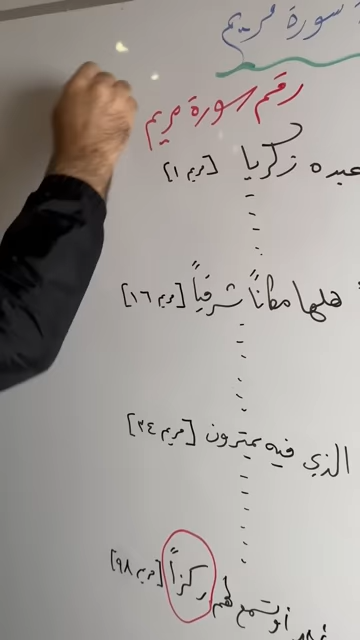 سورة مريم
رقم سورة مريم
عبده زكريا [مريم ١]
هلها مكاناً شرقياً [مريم ١٦]
الذي فيه يمترون [مريم ٣٤]
أو تسمع لهم ركزاً [مريم ٩٨]